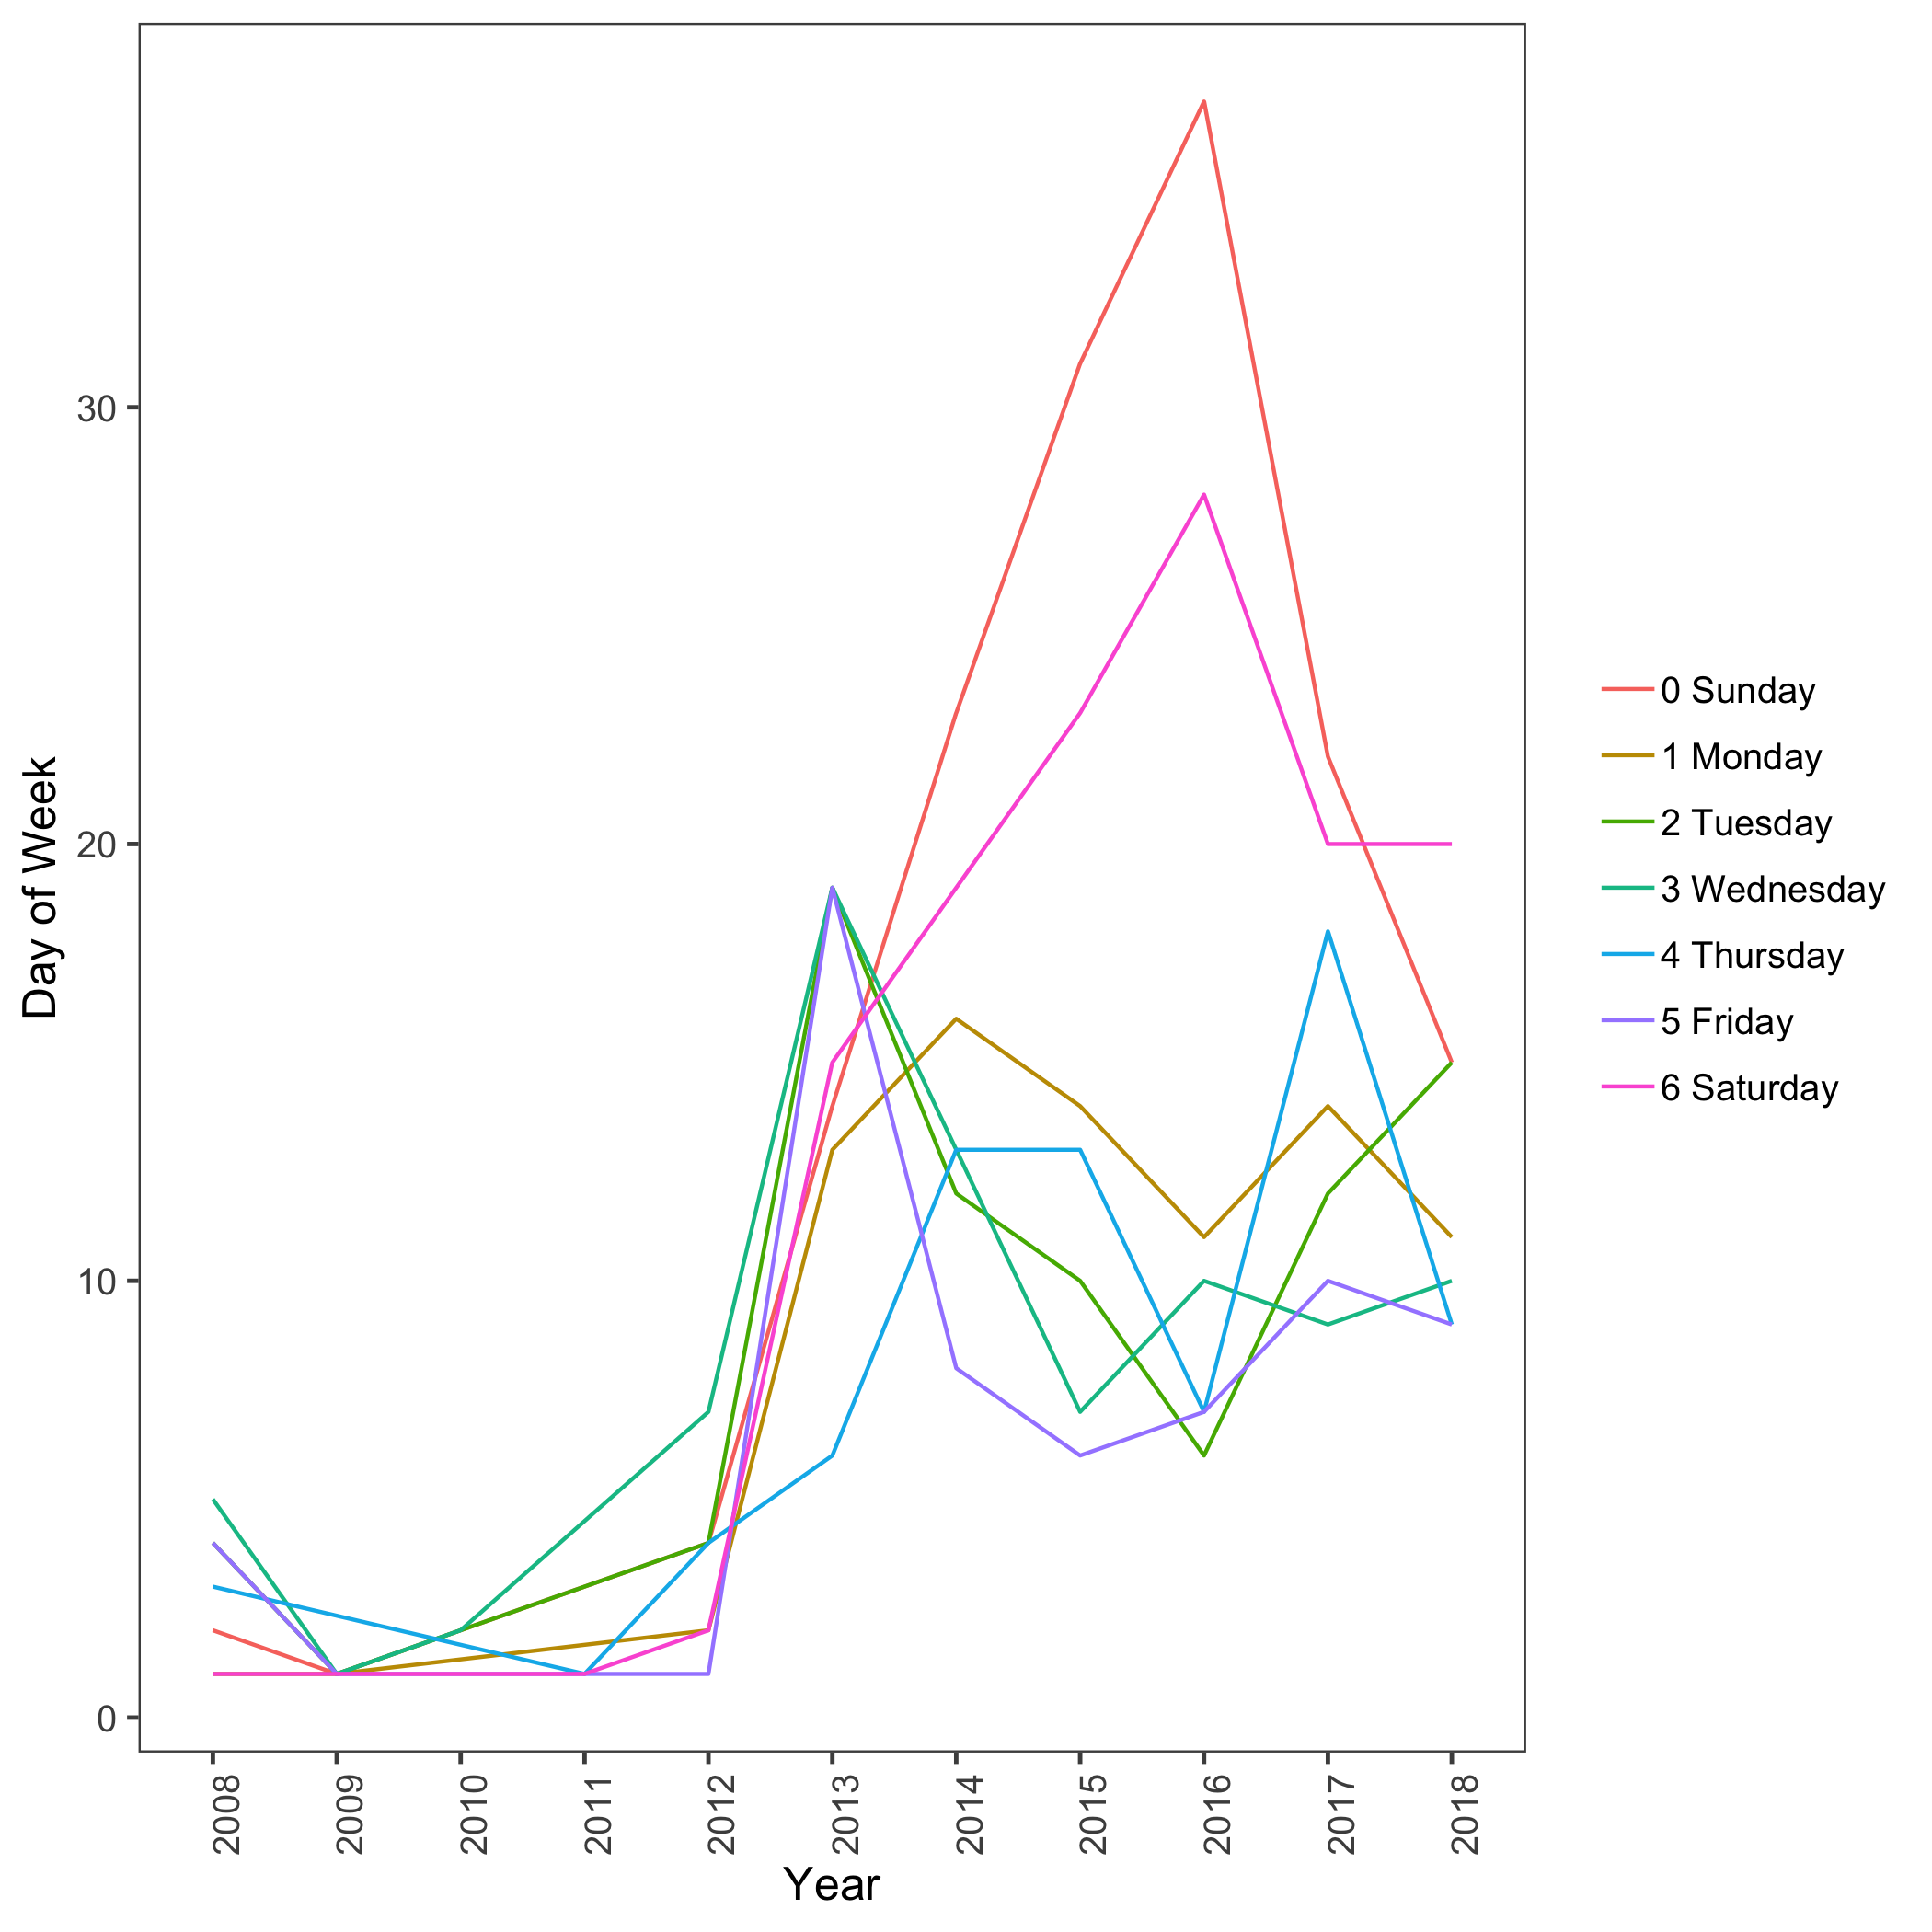 Day of Week
30
20
10
0
2008
2009
2010
2011
2012
2013
2014
2015
2016
2017
2018
Year
0 Sunday
1 Monday
2 Tuesday
3 Wednesday
4 Thursday
5 Friday
6 Saturday